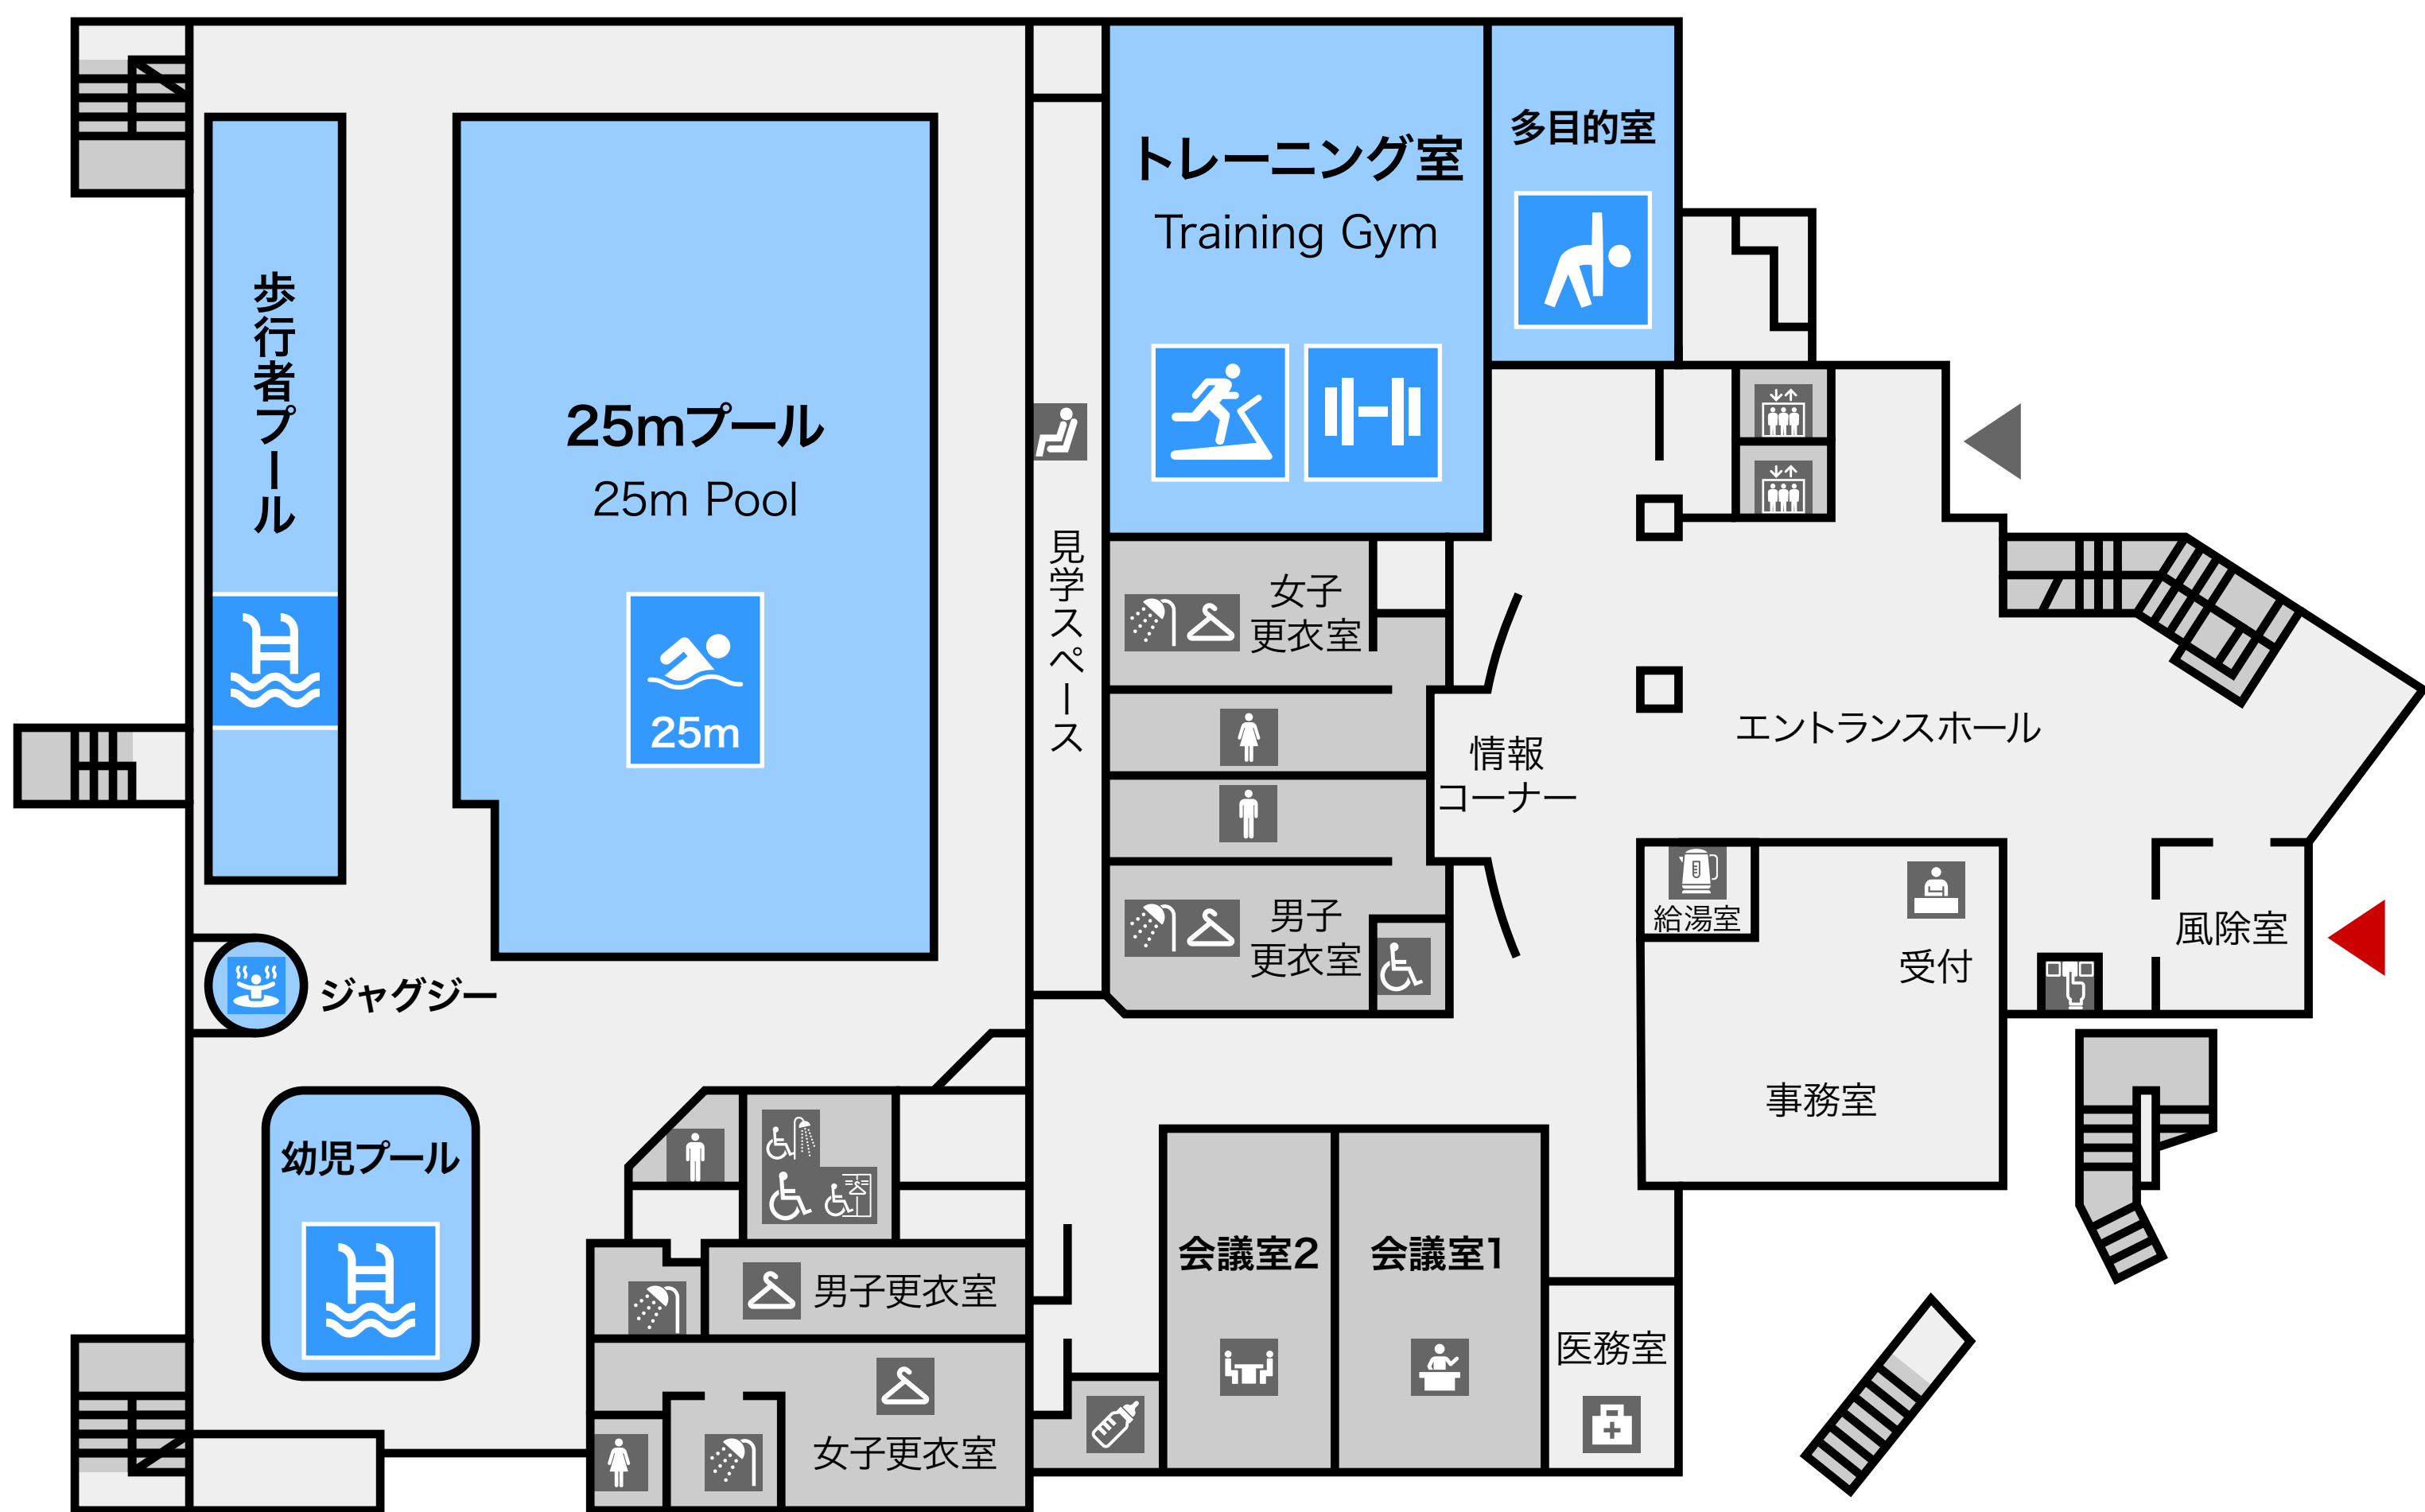 多目的室
トレーニング室
Training Gym
歩行者プール
25mプール
25m Pool
25m
見学スペース
女子
更衣室
情報
コーナー
エントランスホール
男子
更衣室
給湯室
受付
風除室
ジャグジー
事務室
幼児プール
男子更衣室
女子更衣室
会議室2
会議室1
医務室